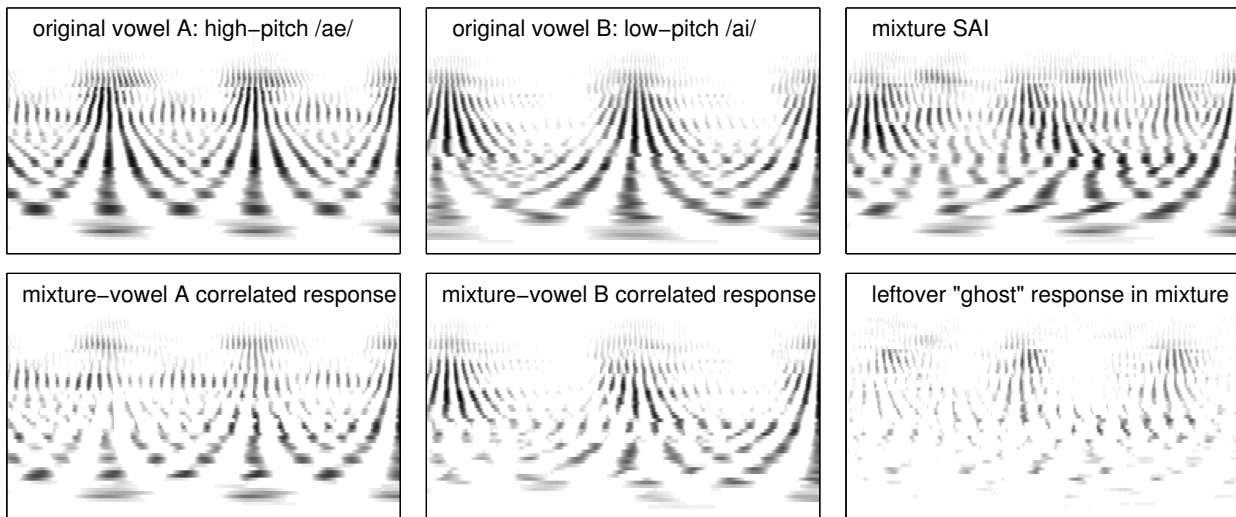 original vowel A: high−pitch /ae/
original vowel B: low−pitch /ai/
mixture SAI
mixture−vowel A correlated response
mixture−vowel B correlated response
leftover "ghost" response in mixture